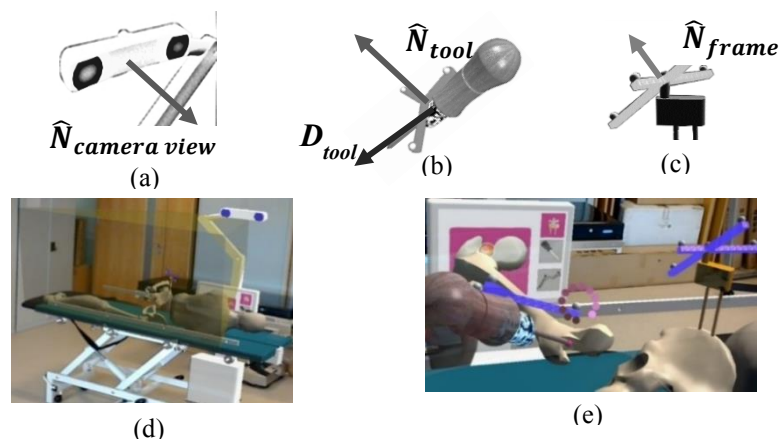 N̂tool
N̂frame
N̂camera view
Dtool
(a)
(b)
(c)
(d)
(e)